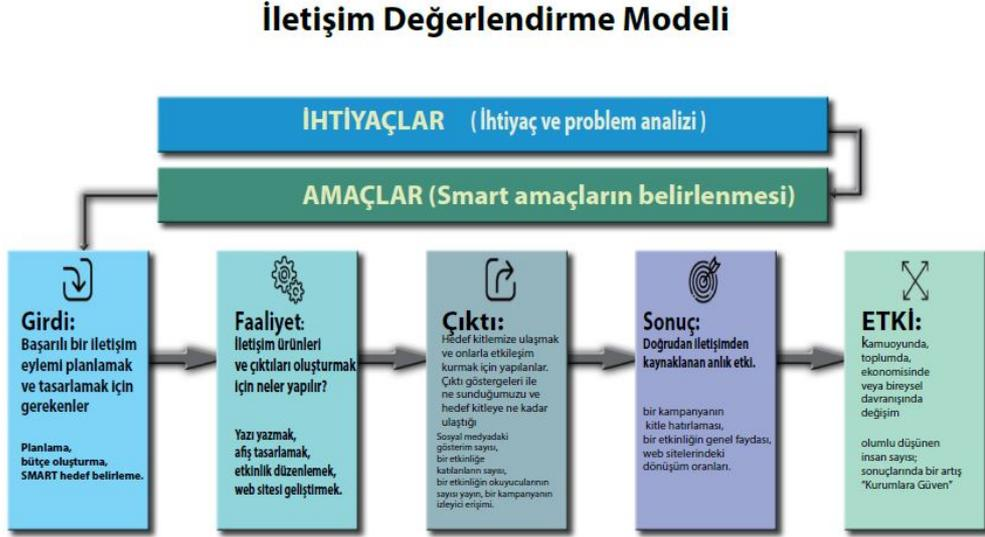 İletişim Değerlendirme Modeli
İHTİYAÇLAR ( İhtiyaç ve problem analizi )
AMAÇLAR (Smart amaçların belirlenmesi)
Girdi:
Başarılı bir iletişim
eylemi planlamak
ve tasarlamak için
gerekenler
Planlama,
bütçe oluşturma,
SMART hedef belirleme.
Faaliyet:
İletişim ürünleri
ve çıktıları oluşturmak
için neler yapılır?
Yazı yazmak,
afiş tasarlamak,
etkinlik düzenlemek,
web sitesi geliştirmek.
Çıktı:
Hedef kitlemize ulaşmak
ve onlarla etkileşim
kurmak için yapılanlar.
Çıktı göstergeleri ile
ne sunduğumuzu ve
hedef kitleye ne kadar
ulaştığı
Sosyal medyadaki
gösterim sayısı,
bir etkinliğe
katılanların sayısı,
bir etkinliğin okuyucularının
sayısı yayın, bir kampanyanın
izleyici erişimi.
Sonuç:
Doğrudan iletişimden
kaynaklanan anlık etki.
bir kampanyanın
kitle hatırlaması,
bir etkinliğin genel faydası,
web sitelerindeki
dönüşüm oranları.
ETKİ:
kamuoyunda,
toplumda,
ekonomisinde
veya bireysel
davranışında
değişim
olumlu düşünen
insan sayısı;
sonuçlarında bir artış
"Kurumlara Güven"